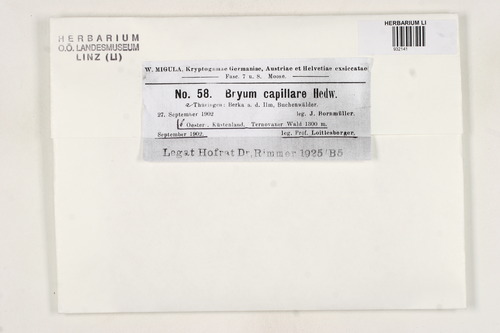 HERBARIUM
O.Ö. LANDESMUSEUM
LINZ (LI)
HERBARIUM LI
W. MIGULA, Kryptogamae Germaniae, Austriae et Helvetiae exsiccatae
Fasc. 7 u. 8. Moose.
No. 58. Bryum capillare Hedw.
Thüringen: Berka a. d. Ilm, Buchenwälder.
27. September 1902 leg. J. Bornmüller.
Oester. Küstenland, Ternovaner Wald 1300 m.
September 1902. leg. Prof. Loitlesberger.
Legat Hofrat Dr. Rimmer 1925/B5